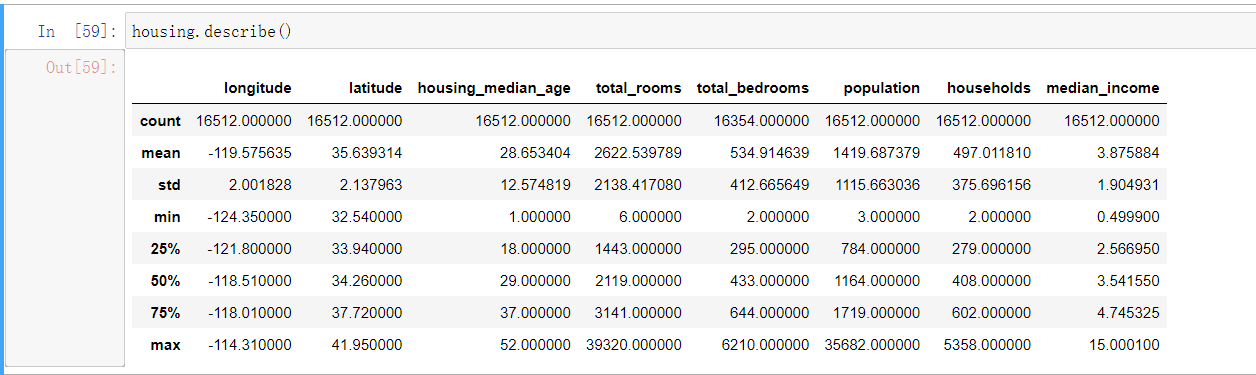 In [59]: housing.describe()
Out[59]:
longitude latitude housing_median_age total_rooms total_bedrooms population households median_income
count 16512.000000 16512.000000 16512.000000 16512.000000 16354.000000 16512.000000 16512.000000 16512.000000
mean -119.575635 35.639314 28.653404 2622.539789 534.914639 1419.687379 497.011810 3.875884
std 2.001828 2.137963 12.574819 2138.417080 412.665649 1115.663036 375.696156 1.904931
min -124.350000 32.540000 1.000000 6.000000 2.000000 3.000000 2.000000 0.499900
25% -121.800000 33.940000 18.000000 1443.000000 295.000000 784.000000 279.000000 2.566950
50% -118.510000 34.260000 29.000000 2119.000000 433.000000 1164.000000 408.000000 3.541550
75% -118.010000 37.720000 37.000000 3141.000000 644.000000 1719.000000 602.000000 4.745325
max -114.310000 41.950000 52.000000 39320.000000 6210.000000 35682.000000 5358.000000 15.000100